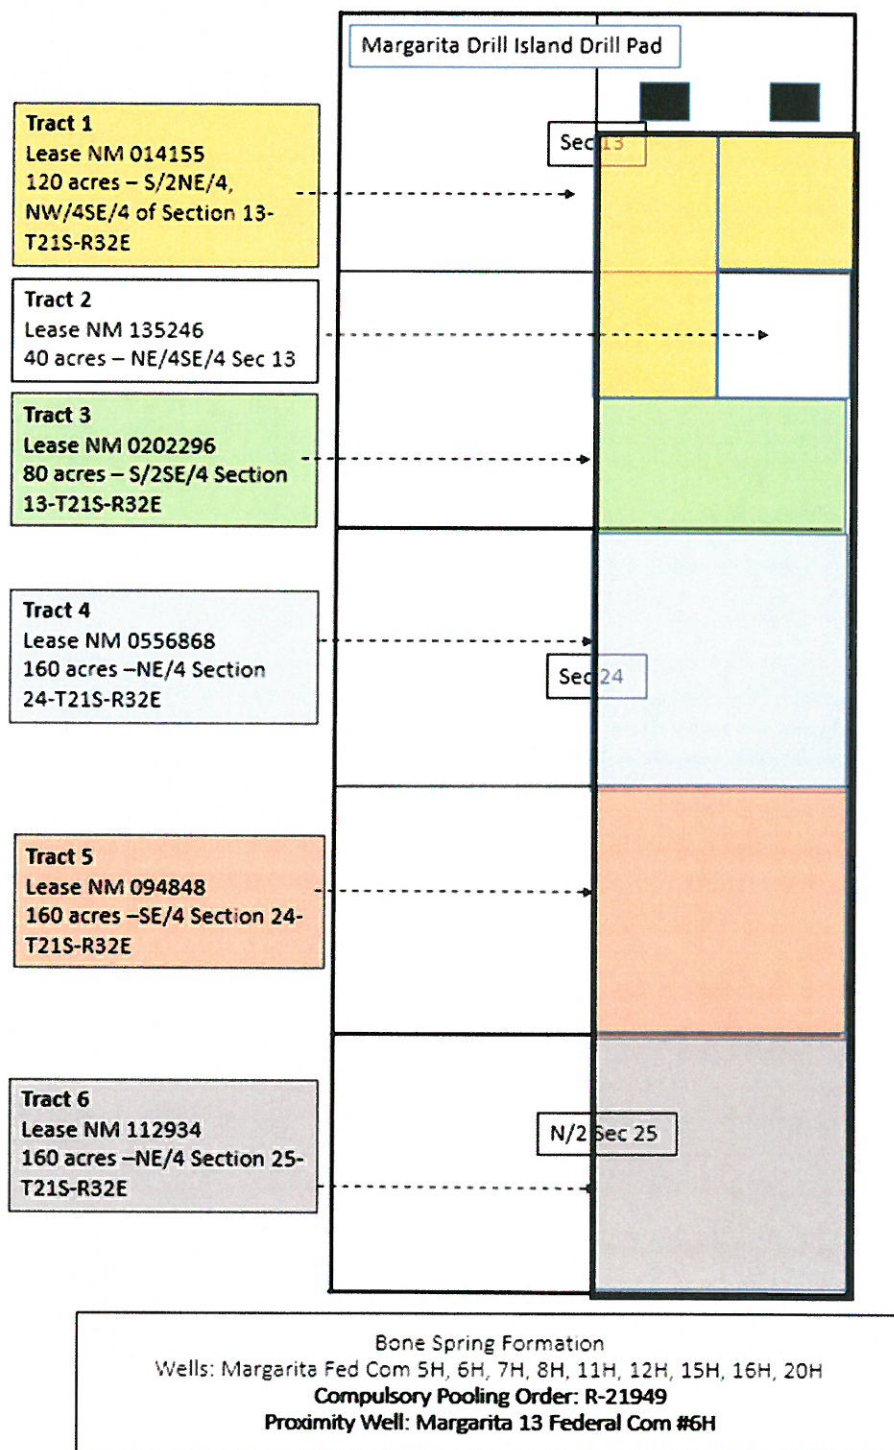 Margarita Drill Island Drill Pad
Tract 1
Lease NM 014155
120 acres – S/2NE/4,
NW/4SE/4 of Section 13-
T21S-R32E
Sec 13
Tract 2
Lease NM 135246
40 acres – NE/4SE/4 Sec 13
Tract 3
Lease NM 0202296
80 acres – S/2SE/4 Section
13-T21S-R32E
Tract 4
Lease NM 0556868
160 acres –NE/4 Section
24-T21S-R32E
Sec 24
Tract 5
Lease NM 094848
160 acres –SE/4 Section 24-
T21S-R32E
Tract 6
Lease NM 112934
160 acres –NE/4 Section 25-
T21S-R32E
N/2 Sec 25
Bone Spring Formation
Wells: Margarita Fed Com 5H, 6H, 7H, 8H, 11H, 12H, 15H, 16H, 20H
Compulsory Pooling Order: R-21949
Proximity Well: Margarita 13 Federal Com #6H